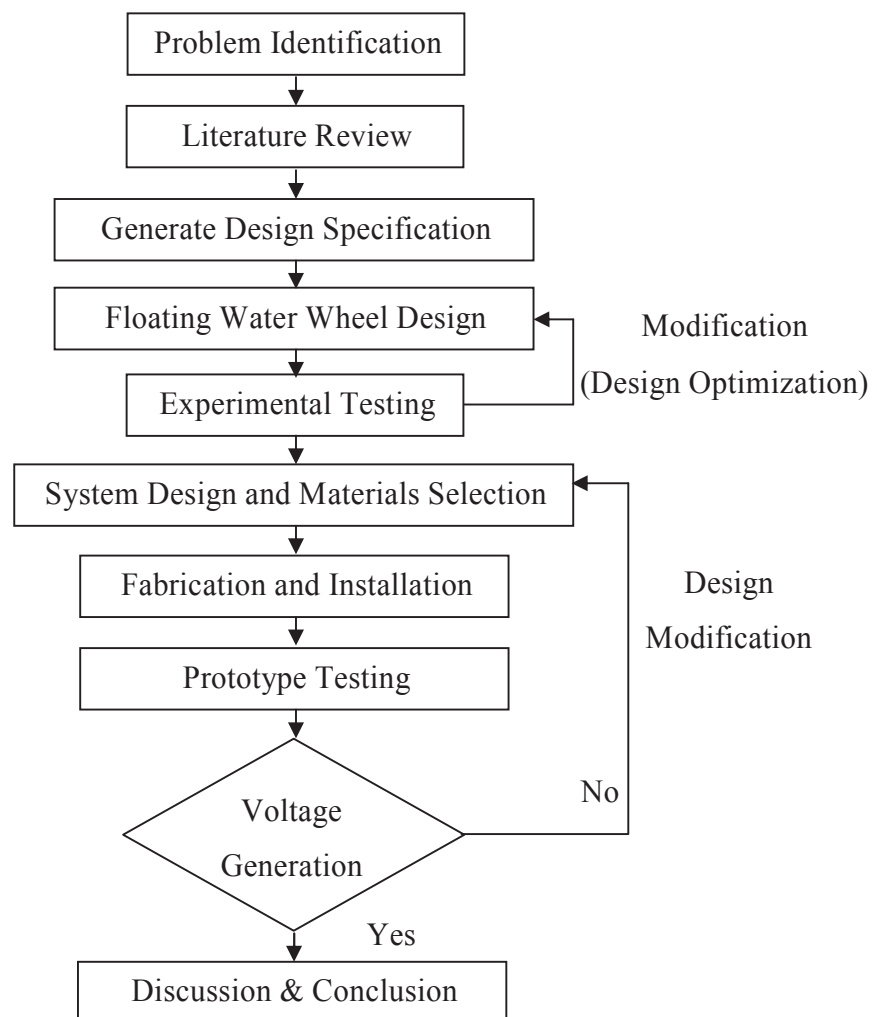 Problem Identification
Literature Review
Generate Design Specification
Floating Water Wheel Design
Modification
(Design Optimization)
Experimental Testing
System Design and Materials Selection
Fabrication and Installation
Design
Modification
Prototype Testing
Voltage
Generation
No
Yes
Discussion & Conclusion